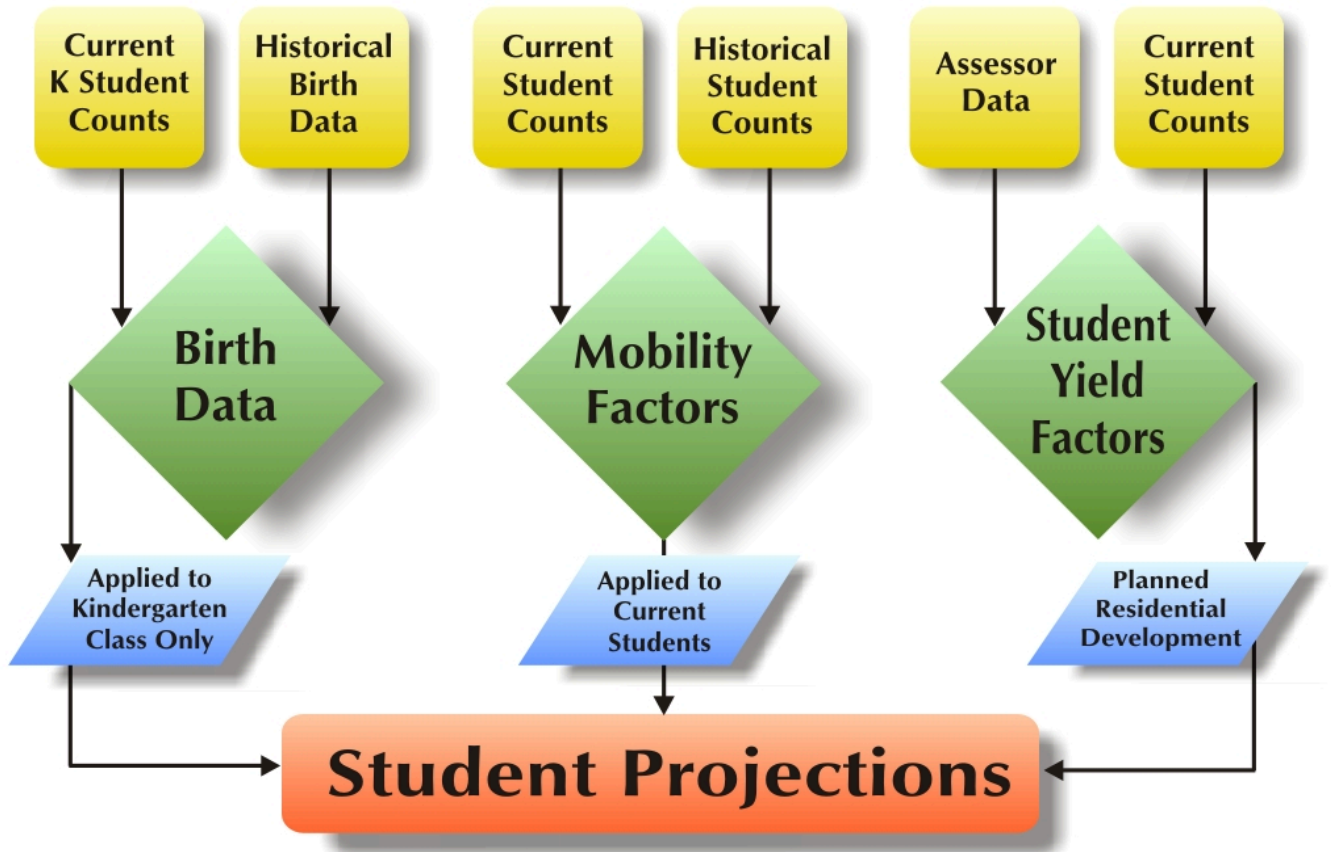 Current
K Student
Counts
Historical
Birth
Data
Current
Student
Counts
Historical
Student
Counts
Assessor
Data
Current
Student
Counts
Birth
Data
Mobility
Factors
Student
Yield
Factors
Applied to
Kindergarten
Class Only
Applied to
Current
Students
Planned
Residential
Development
Student Projections